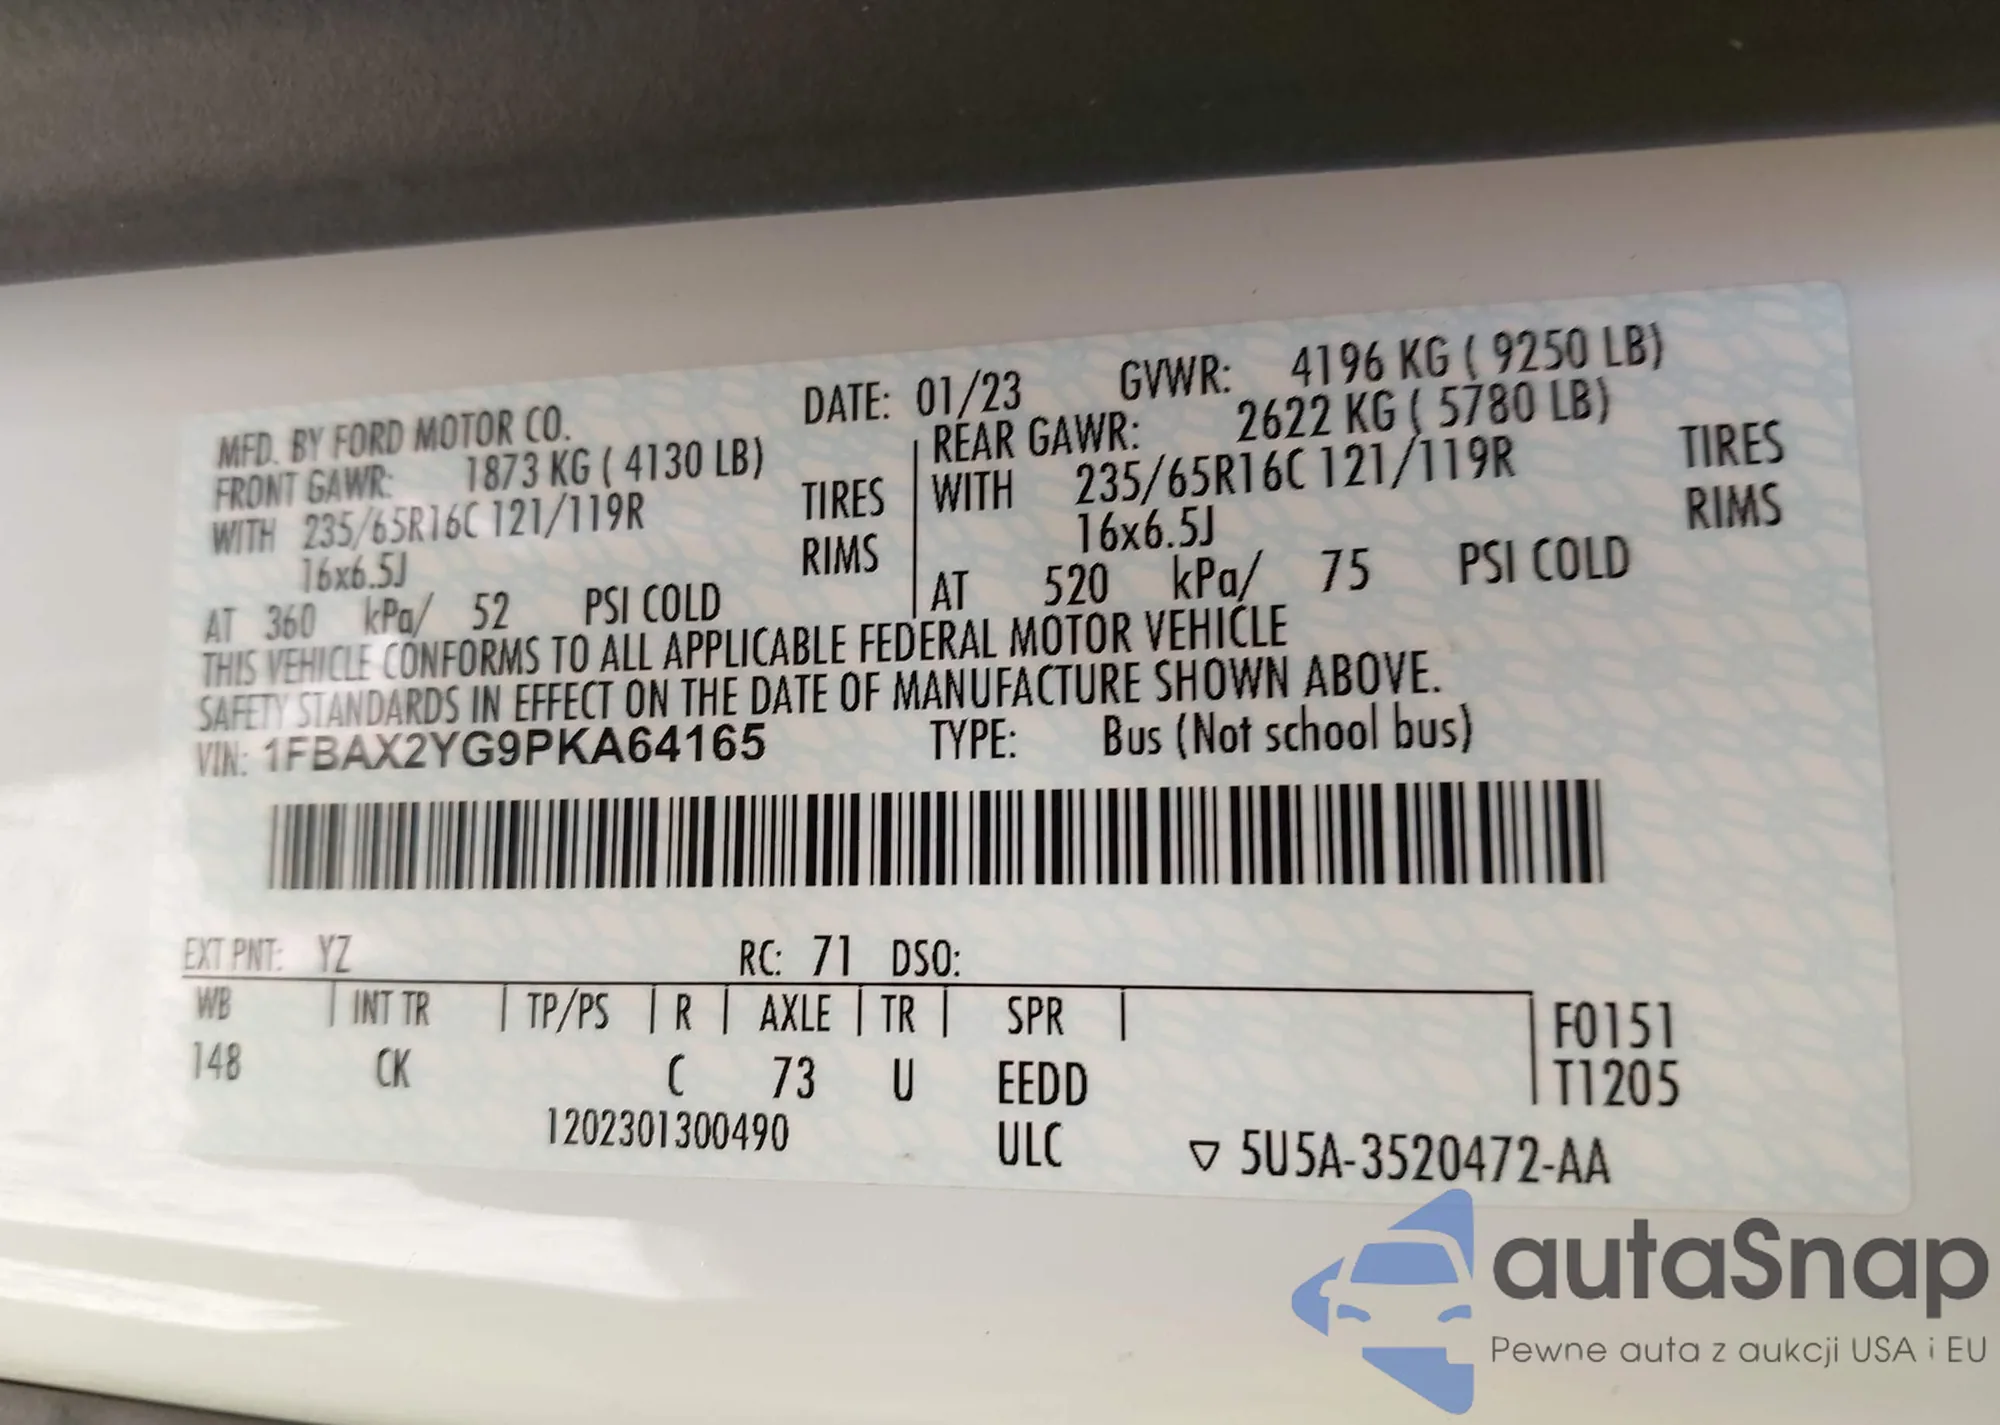 MFD. BY FORD MOTOR CO. DATE: 01/23 GVWR: 4196 KG ( 9250 LB)
FRONT GAWR: 1873 KG ( 4130 LB)
WITH 235/65R16C 121/119R TIRES
16x6.5J RIMS
AT 360 kPa/ 52 PSI COLD
REAR GAWR: 2622 KG ( 5780 LB)
WITH 235/65R16C 121/119R TIRES
16x6.5J RIMS
AT 520 kPa/ 75 PSI COLD
THIS VEHICLE CONFORMS TO ALL APPLICABLE FEDERAL MOTOR VEHICLE
SAFETY STANDARDS IN EFFECT ON THE DATE OF MANUFACTURE SHOWN ABOVE.
VIN: 1FBAX2YG9PKA64165 TYPE: Bus (Not school bus)
EXT PNT: YZ RC: 71 DSO:
WB INT TR TP/PS R AXLE TR SPR F0151
148 CK C 73 U EEDD T1205
1202301300490 ULC ▽ 5U5A-3520472-AA
autaSnap
Pewne auta z aukcji USA i EU